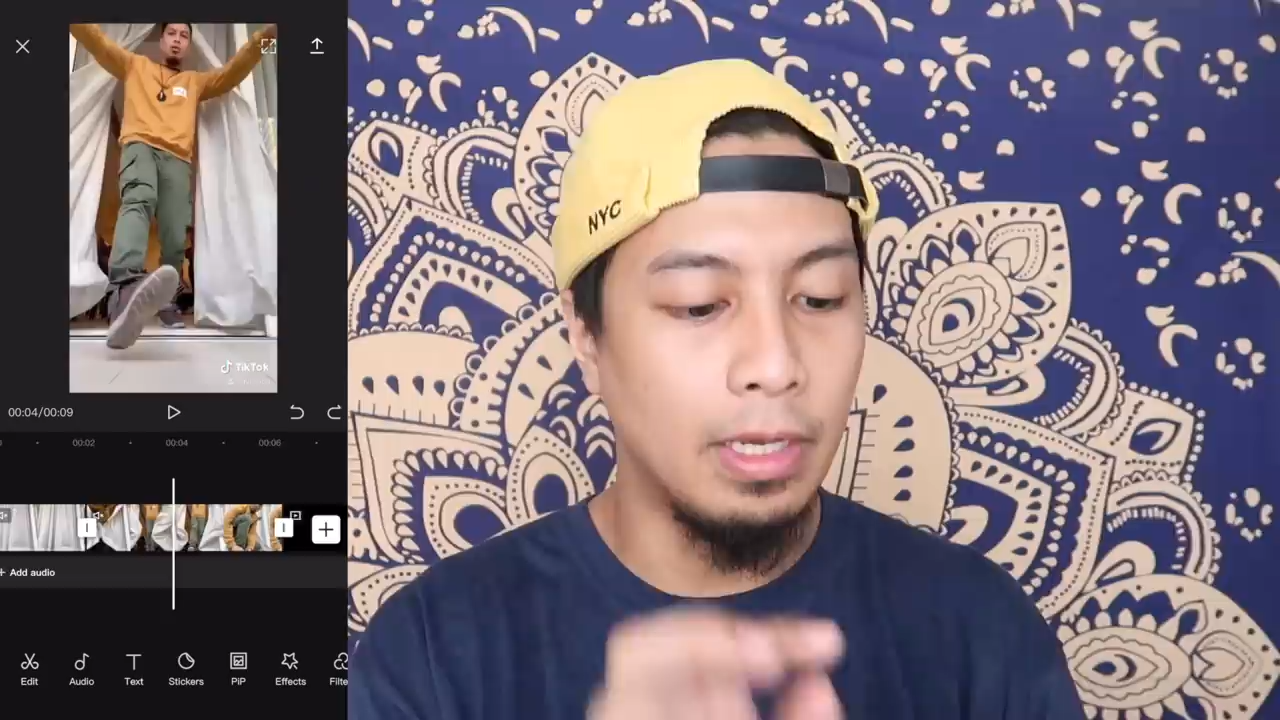 TikTok
00:04/00:09
00:02
00:04
00:06
+ Add audio
Edit
Audio
Text
Stickers
PiP
Effects
Filte
NYC